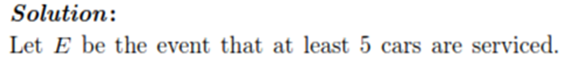 Solution:
Let E be the event that at least 5 cars are serviced.